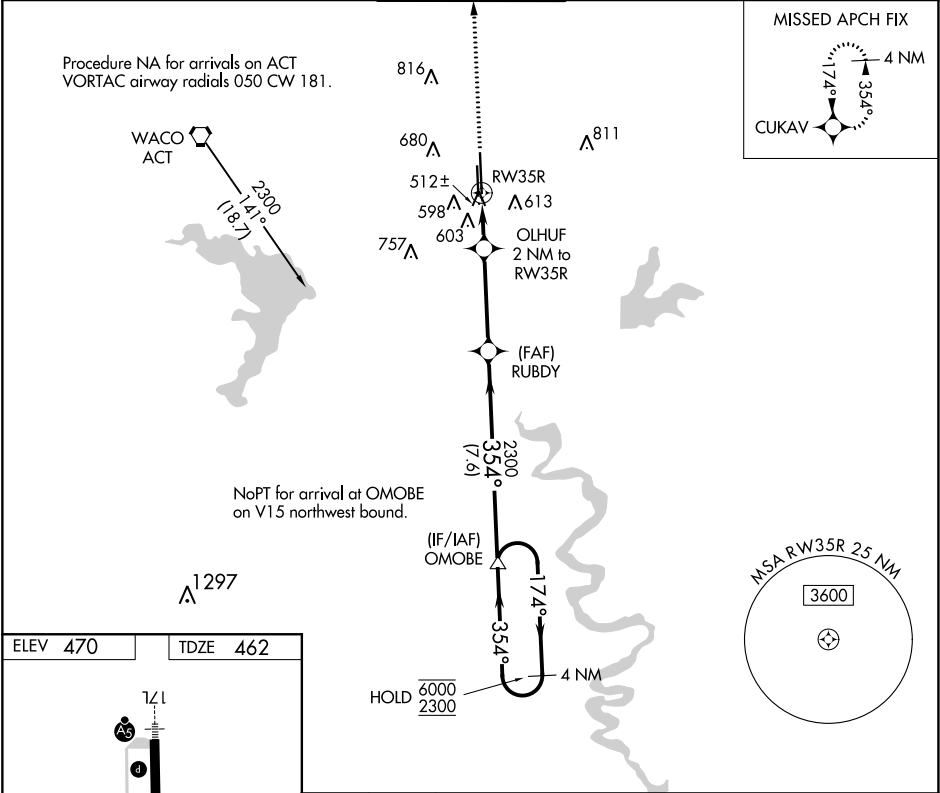 Procedure NA for arrivals on ACT
VORTAC airway radials 050 CW 181.
MISSED APCH FIX
4 NM
174°
354°
CUKAV
816
WACO
ACT
680
811
2300
141°
(18.7)
512±
RW35R
598
613
603
757
OLHUF
2 NM to
RW35R
(FAF)
RUBDY
2300
354°
(7.6)
NoPT for arrival at OMOBE
on V15 northwest bound.
(IF/IAF)
OMOBE
174°
354°
1297
MSA RW35R 25 NM
3600
HOLD
6000
2300
4 NM
ELEV 470
TDZE 462
17L
A5
P